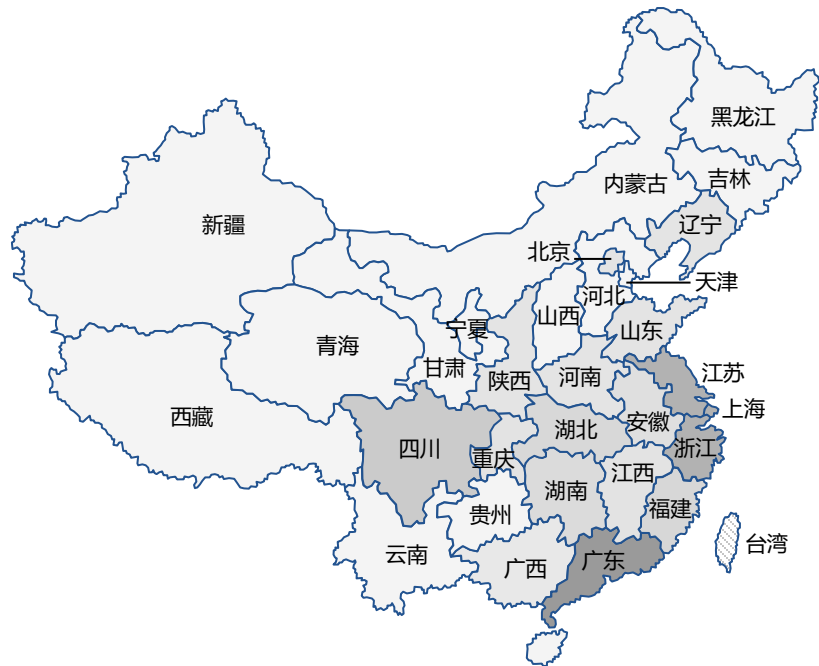 黑龙江
内蒙古
吉林
新疆
辽宁
北京
天津
河北
山西
宁夏
山东
青海
甘肃
陕西
河南
江苏
上海
西藏
安徽
湖北
四川
浙江
重庆
江西
湖南
福建
贵州
台湾
云南
广西
广东